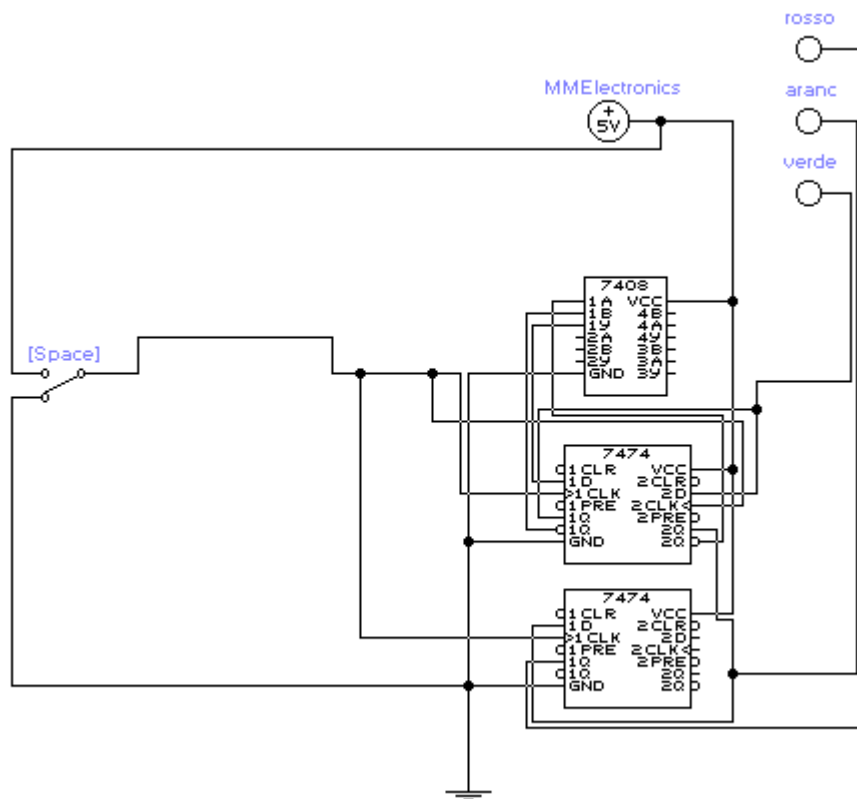 rosso
MMElectronics
aranc
+
5V
verde
7408
1A VCC
1B 4B
1Y 4A
2A 4Y
2B 3B
2Y 3A
GND 3Y
[Space]
7474
1CLR VCC
1D 2CLR
1CLK 2D
1PRE 2CLK
1Q 2PRE
1Q 2Q
GND 2Q
7474
1CLR VCC
1D 2CLR
1CLK 2D
1PRE 2CLK
1Q 2PRE
1Q 2Q
GND 2Q